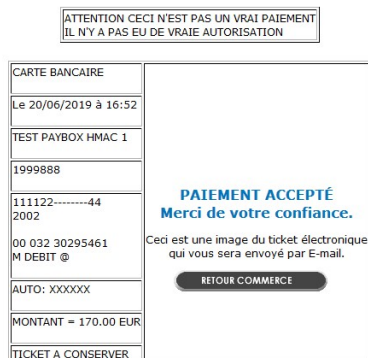 ATTENTION CECI N'EST PAS UN VRAI PAIEMENT
IL N'Y A PAS EU DE VRAIE AUTORISATION
CARTE BANCAIRE
Le 20/06/2019 à 16:52
TEST PAYBOX HMAC 1
1999888
111122--------44
2002
00 032 30295461
M DEBIT @
AUTO: XXXXXX
MONTANT = 170.00 EUR
TICKET A CONSERVER
PAIEMENT ACCEPTÉ
Merci de votre confiance.
Ceci est une image du ticket électronique
qui vous sera envoyé par E-mail.
RETOUR COMMERCE